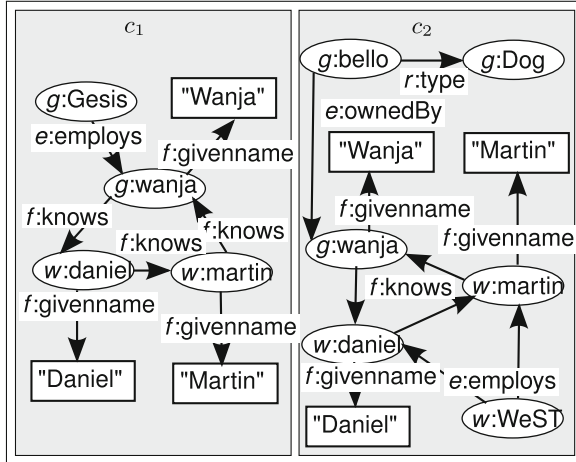 c₁
g:Gesis
"Wanja"
e:employs
f:givenname
g:wanja
f:knows
f:knows
f:knows
w:daniel
w:martin
f:givenname
f:givenname
"Daniel"
"Martin"
c₂
g:bello
g:Dog
r:type
e:ownedBy
"Wanja"
"Martin"
f:givenname
f:givenname
g:wanja
f:knows
w:martin
w:daniel
f:givenname
e:employs
"Daniel"
w:WeST